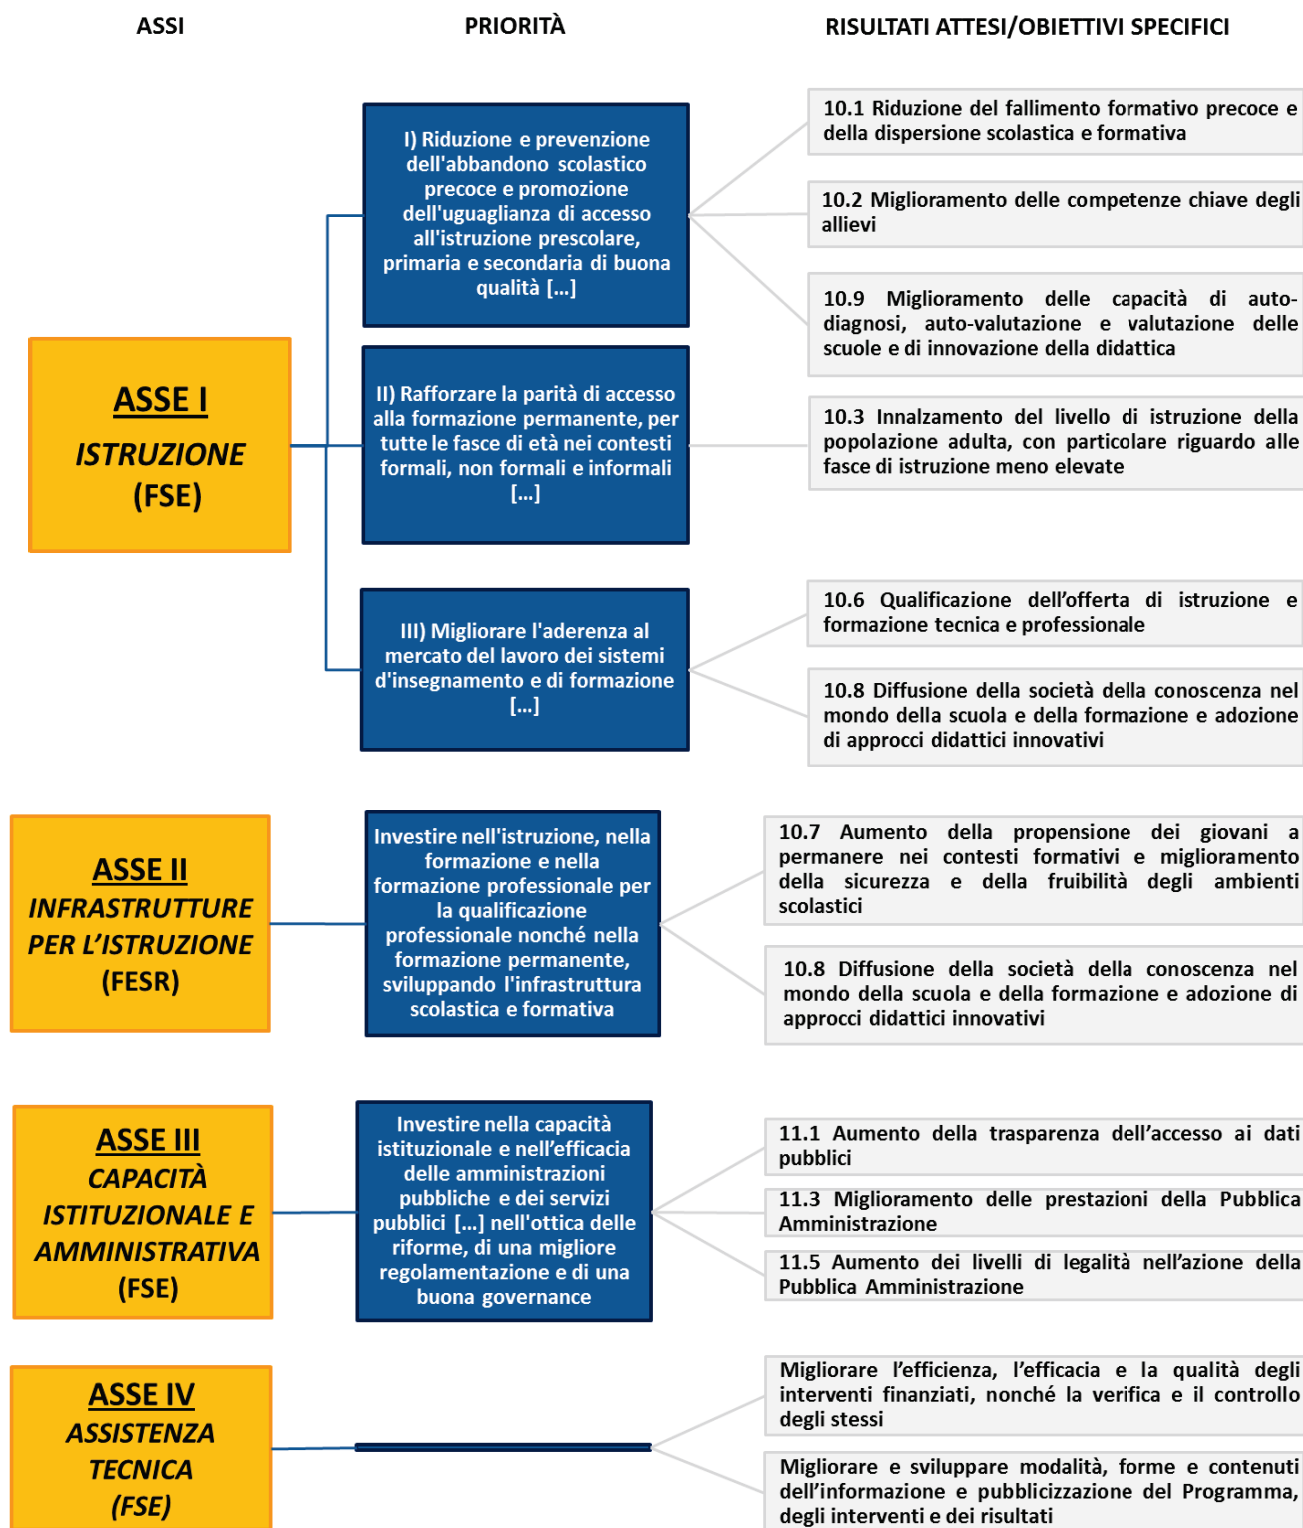 ASSI
PRIORITÀ
RISULTATI ATTESI/OBIETTIVI SPECIFICI
ASSE I
ISTRUZIONE
(FSE)
I) Riduzione e prevenzione
dell'abbandono scolastico
precoce e promozione
dell'uguaglianza di accesso
all'istruzione prescolare,
primaria e secondaria di buona
qualità [...]
10.1 Riduzione del fallimento formativo precoce e
della dispersione scolastica e formativa
10.2 Miglioramento delle competenze chiave degli
allievi
10.9 Miglioramento delle capacità di auto-
diagnosi, auto-valutazione e valutazione delle
scuole e di innovazione della didattica
II) Rafforzare la parità di accesso
alla formazione permanente, per
tutte le fasce di età nei contesti
formali, non formali e informali
[...]
10.3 Innalzamento del livello di istruzione della
popolazione adulta, con particolare riguardo alle
fasce di istruzione meno elevate
III) Migliorare l'aderenza al
mercato del lavoro dei sistemi
d'insegnamento e di formazione
[...]
10.6 Qualificazione dell’offerta di istruzione e
formazione tecnica e professionale
10.8 Diffusione della società della conoscenza nel
mondo della scuola e della formazione e adozione
di approcci didattici innovativi
ASSE II
INFRASTRUTTURE
PER L’ISTRUZIONE
(FESR)
Investire nell'istruzione, nella
formazione e nella
formazione professionale per
la qualificazione
professionale nonché nella
formazione permanente,
sviluppando l'infrastruttura
scolastica e formativa
10.7 Aumento della propensione dei giovani a
permanere nei contesti formativi e miglioramento
della sicurezza e della fruibilità degli ambienti
scolastici
10.8 Diffusione della società della conoscenza nel
mondo della scuola e della formazione e adozione di
approcci didattici innovativi
ASSE III
CAPACITÀ
ISTITUZIONALE E
AMMINISTRATIVA
(FSE)
Investire nella capacità
istituzionale e nell’efficacia
delle amministrazioni
pubbliche e dei servizi
pubblici [...] nell'ottica delle
riforme, di una migliore
regolamentazione e di una
buona governance
11.1 Aumento della trasparenza dell’accesso ai dati
pubblici
11.3 Miglioramento delle prestazioni della Pubblica
Amministrazione
11.5 Aumento dei livelli di legalità nell’azione della
Pubblica Amministrazione
ASSE IV
ASSISTENZA
TECNICA
(FSE)
Migliorare l’efficienza, l’efficacia e la qualità degli
interventi finanziati, nonché la verifica e il controllo
degli stessi
Migliorare e sviluppare modalità, forme e contenuti
dell’informazione e pubblicizzazione del Programma,
degli interventi e dei risultati